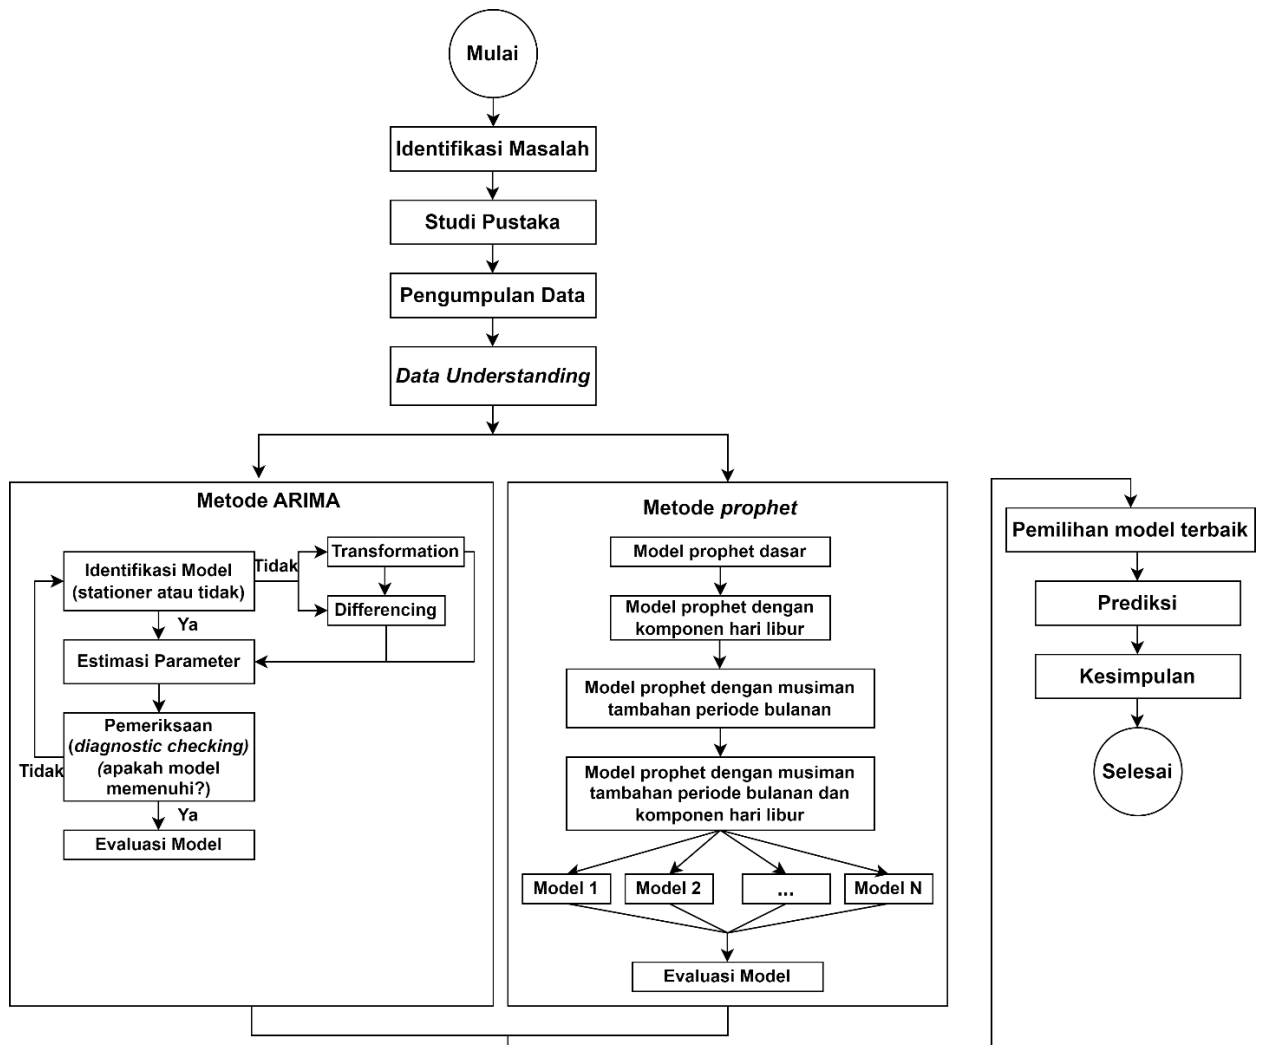 Mulai
Identifikasi Masalah
Studi Pustaka
Pengumpulan Data
Data Understanding
Metode ARIMA
Identifikasi Model
(stationer atau tidak)
Tidak
Transformation
Differencing
Ya
Estimasi Parameter
Pemeriksaan
(diagnostic checking)
(apakah model
memenuhi?)
Tidak
Ya
Evaluasi Model
Metode prophet
Model prophet dasar
Model prophet dengan
komponen hari libur
Model prophet dengan musiman
tambahan periode bulanan
Model prophet dengan musiman
tambahan periode bulanan dan
komponen hari libur
Model 1
Model 2
...
Model N
Evaluasi Model
Pemilihan model terbaik
Prediksi
Kesimpulan
Selesai